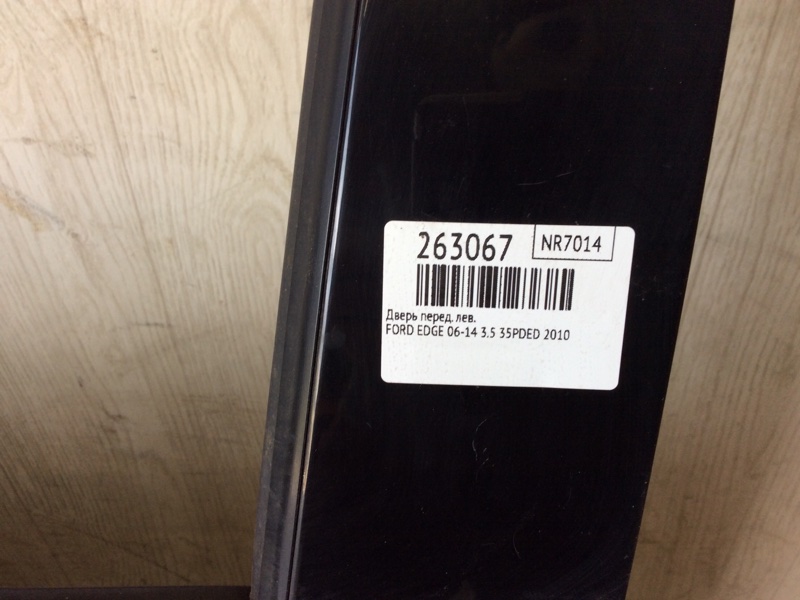 263067 NR7014
Дверь перед. лев.
FORD EDGE 06-14 3.5 35PDED 2010